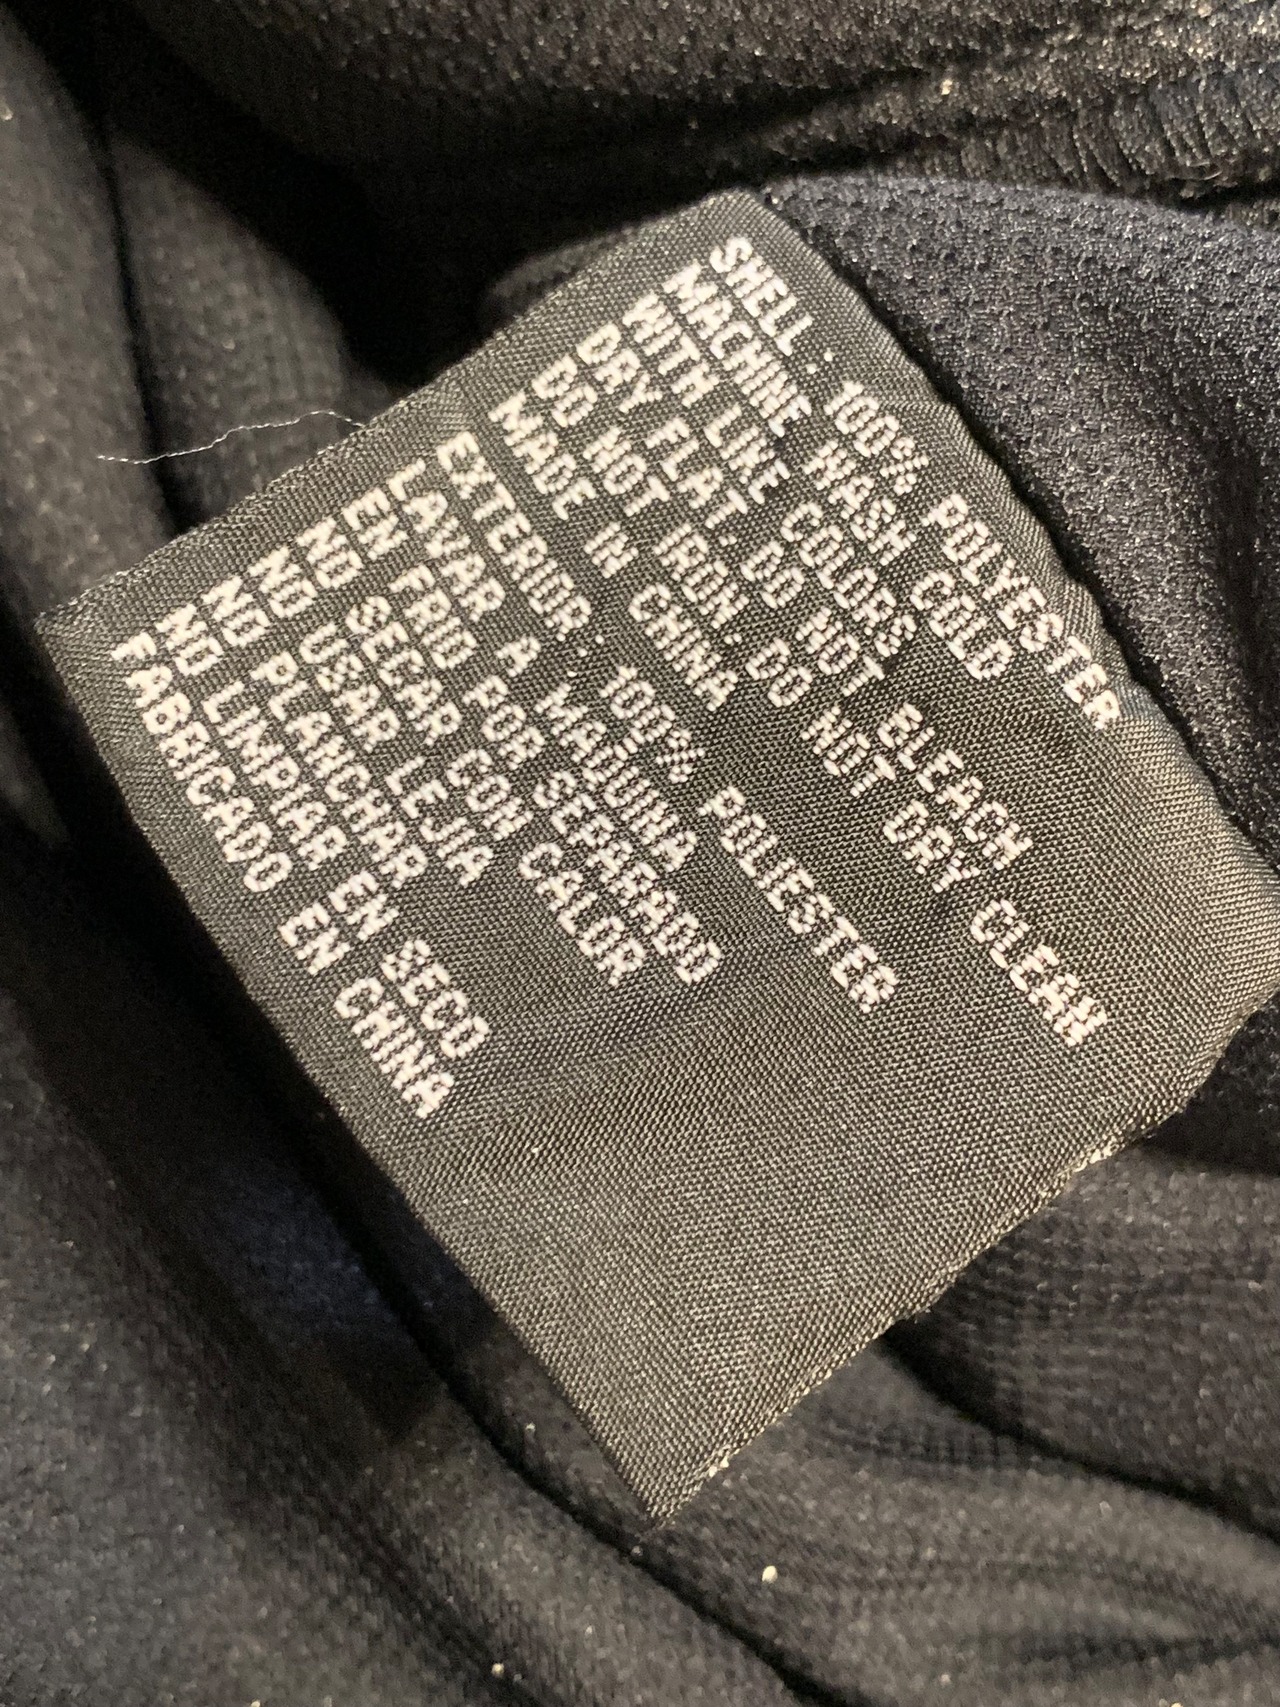 SHELL: 100% POLYESTER
MACHINE WASH COLD
WITH LIKE COLORS
DRY FLAT. DO NOT BLEACH
DO NOT IRON. DO NOT DRY CLEAN
MADE IN CHINA
EXTERIOR: 100% POLIESTER
LAVAR A MAQUINA
EN FRIO POR SEPARADO
NO SECAR CON CALOR
NO USAR LEJIA
NO PLANCHAR
NO LIMPIAR EN SECO
FABRICADO EN CHINA